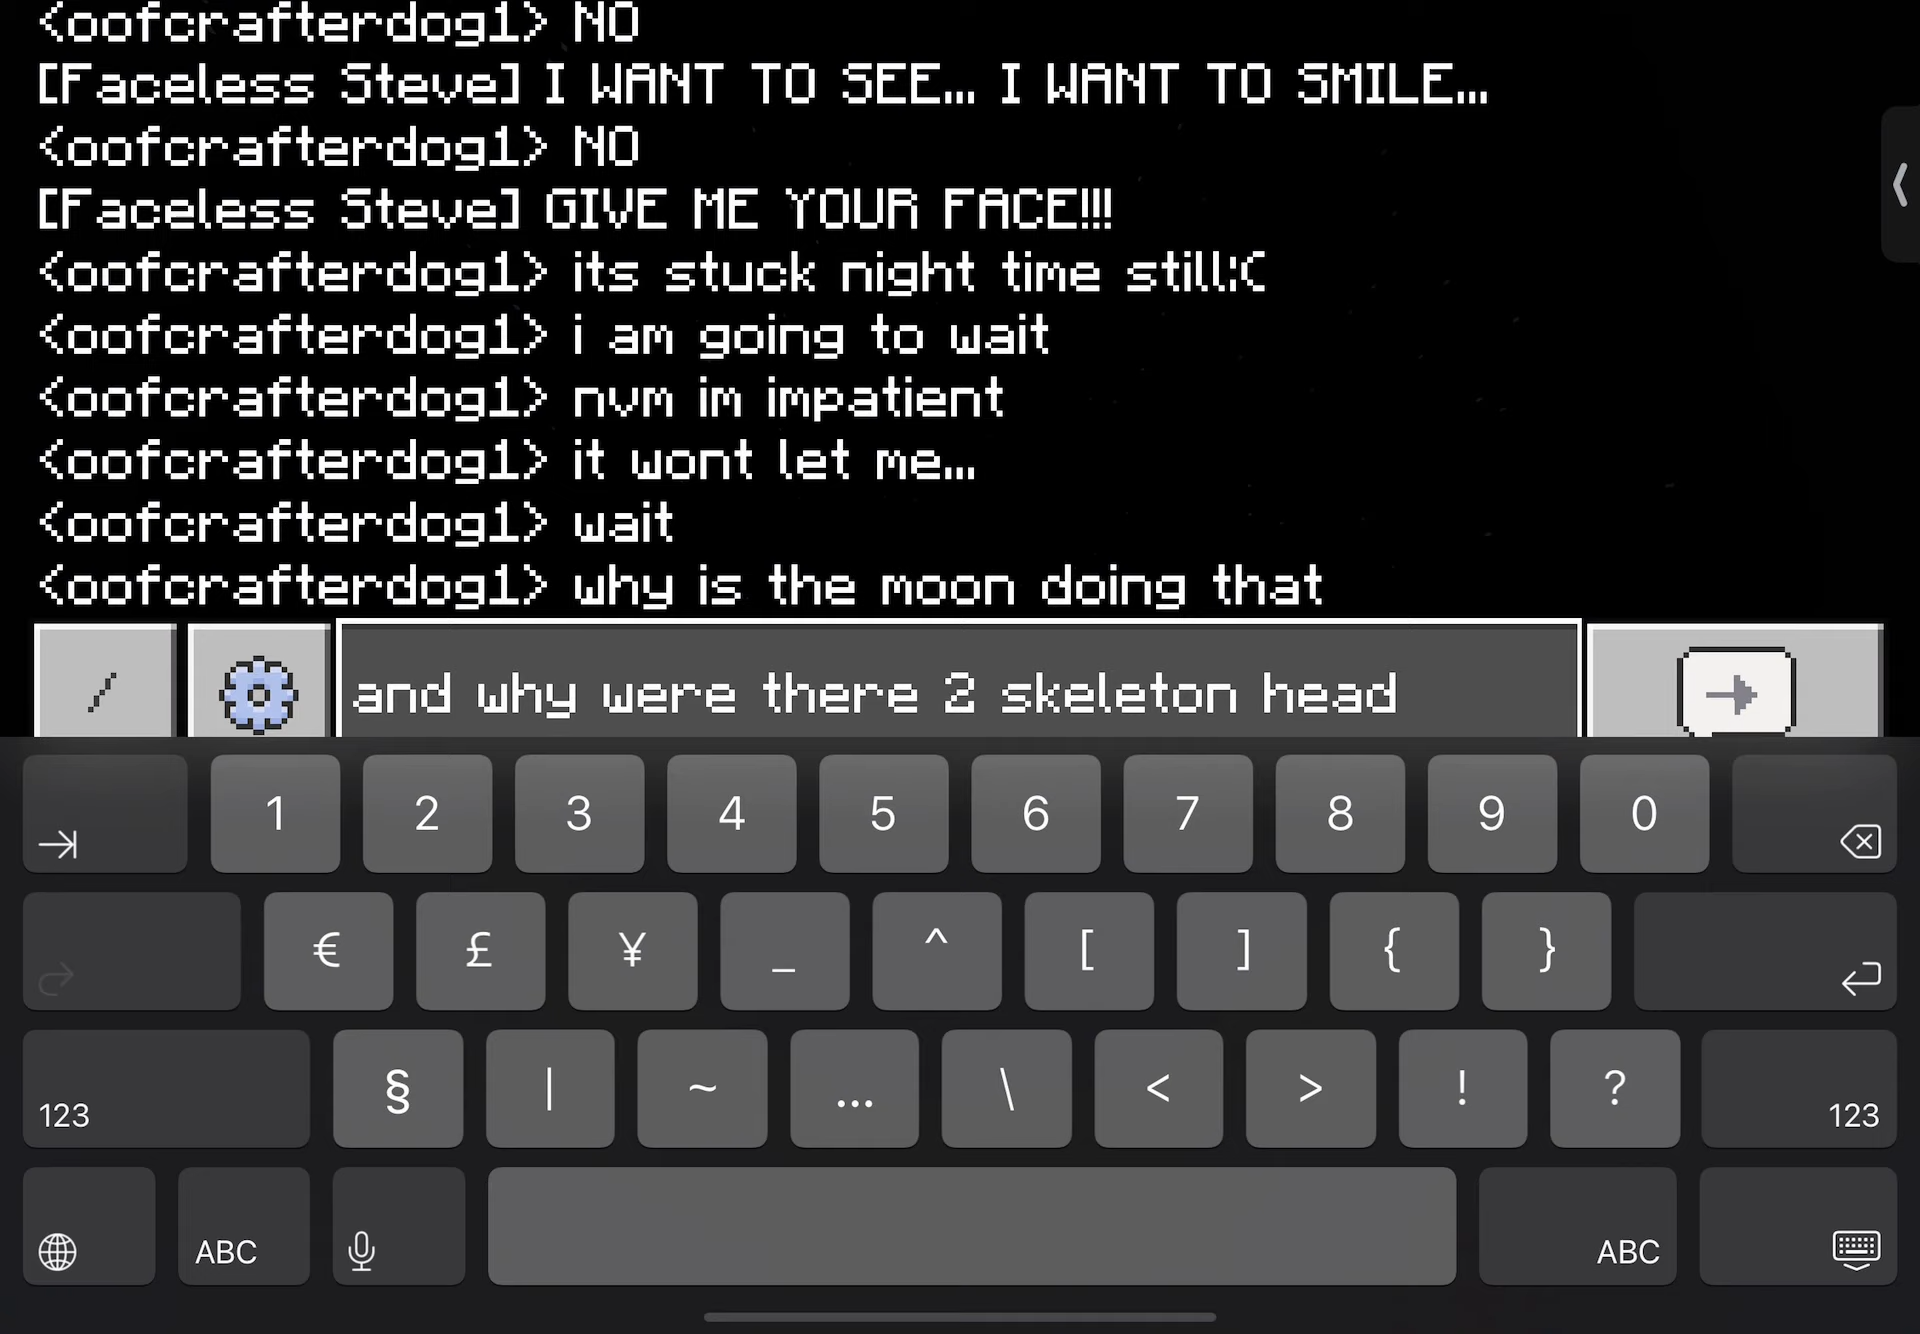 <oofcrafterdog1> NO
[Faceless Steve] I WANT TO SEE... I WANT TO SMILE...
<oofcrafterdog1> NO
[Faceless Steve] GIVE ME YOUR FACE!!!
<oofcrafterdog1> its stuck night time still:(
<oofcrafterdog1> i am going to wait
<oofcrafterdog1> nvm im impatient
<oofcrafterdog1> it wont let me...
<oofcrafterdog1> wait
<oofcrafterdog1> why is the moon doing that
/ and why were there 2 skeleton head
1 2 3 4 5 6 7 8 9 0
€ £ ¥ _ ^ [ ] { }
123 § | ~ ... \ < > ! ? 123
ABC ABC